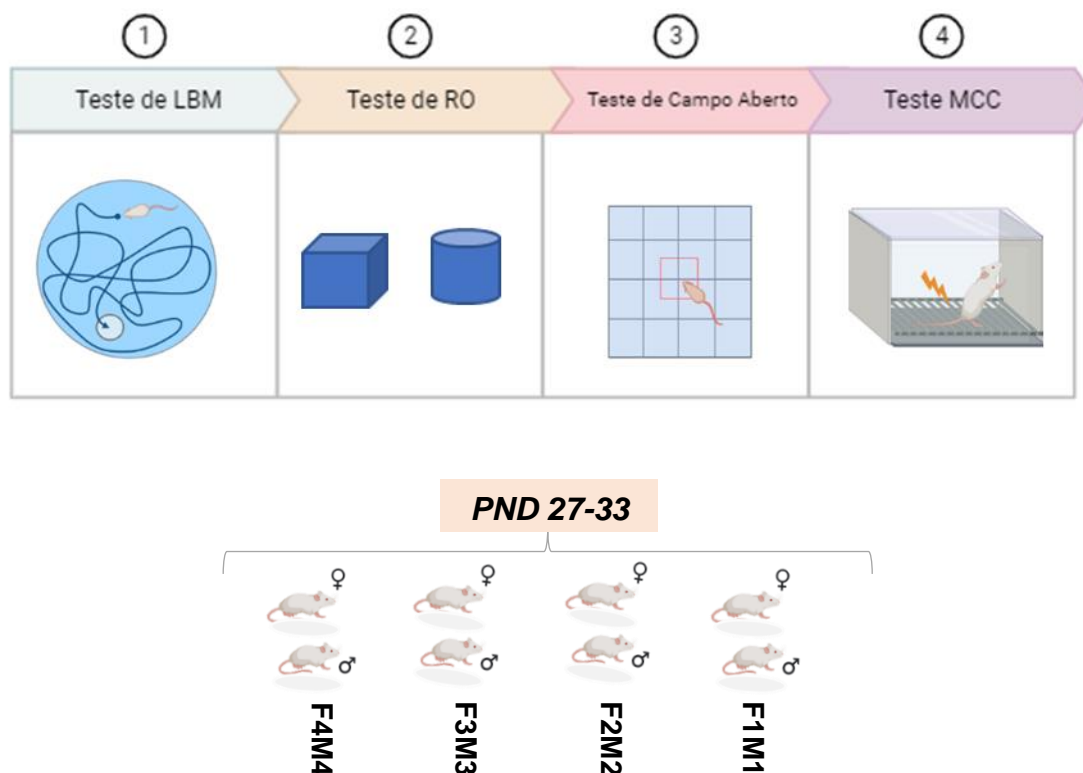 1
2
3
4
Teste de LBM
Teste de RO
Teste de Campo Aberto
Teste MCC
PND 27-33
♀
♀
♀
♀
♂
♂
♂
♂
F4M4
F3M3
F2M2
F1M1